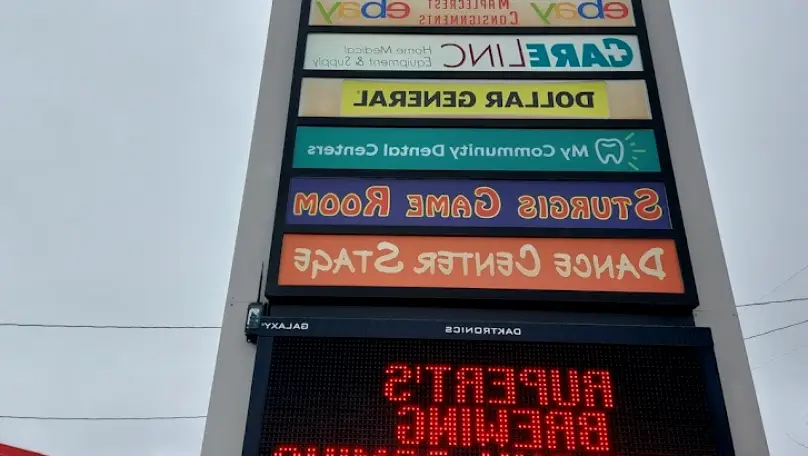 ebay MAPLECREST CONSIGNMENTS ebay
CARELINC Home Medical
Equipment & Supply
DOLLAR GENERAL
My Community Dental Centers
STURGIS GAME ROOM
DANCE CENTER STAGE
DAKTRONICS GALAXY
RUPERT'S
BREWING